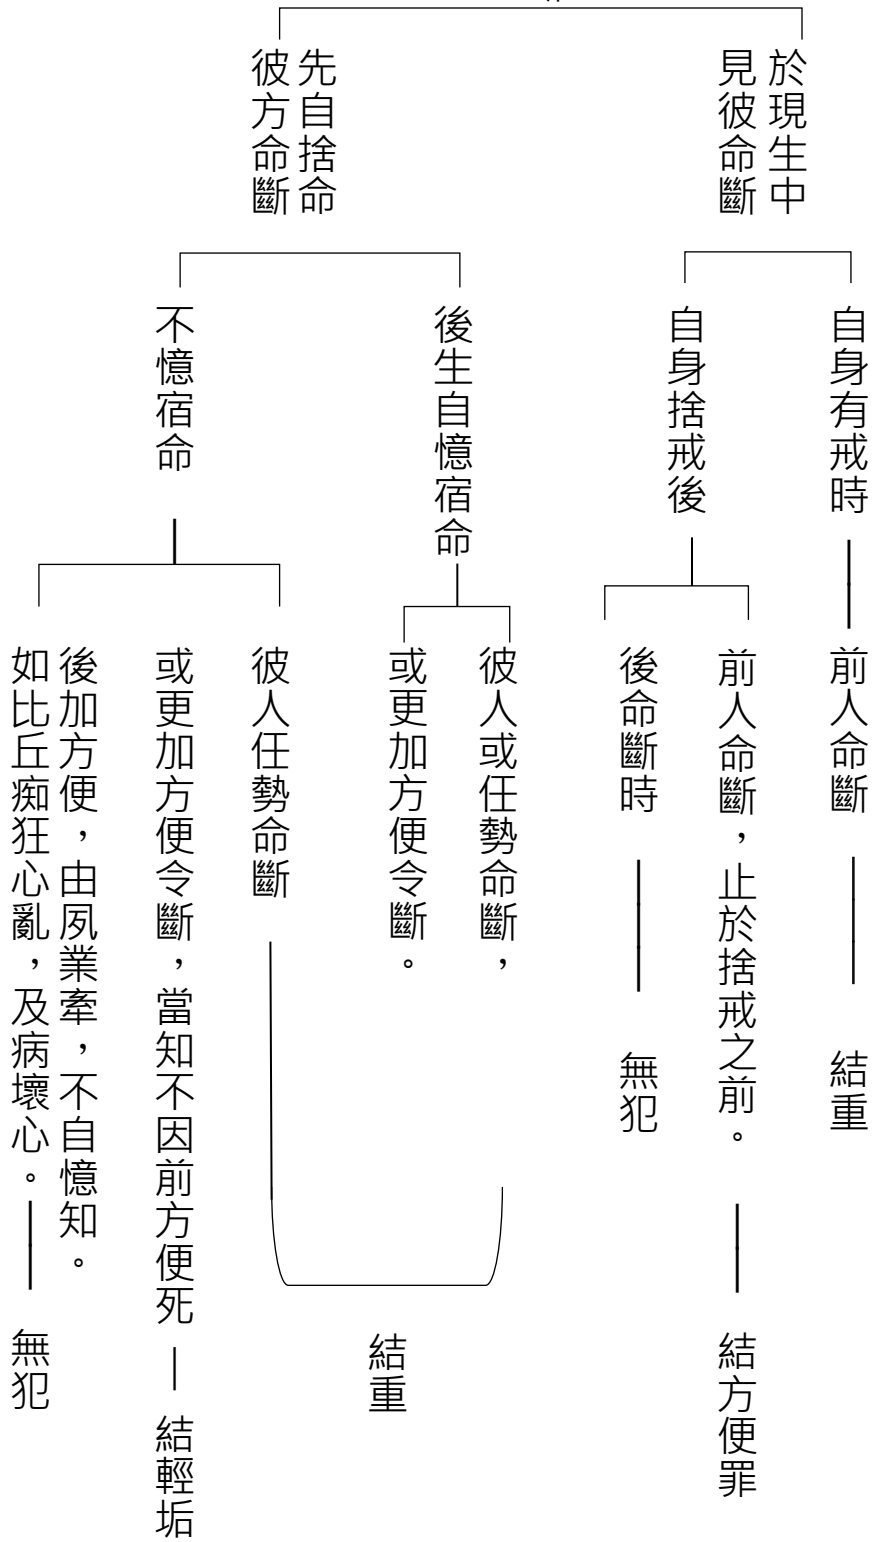 於現生中
見彼命斷
自身有戒時
前人命斷
結重
自身捨戒後
前人命斷，止於捨戒之前。
結方便罪
後命斷時
無犯
先自捨命
彼方命斷
後生自憶宿命
彼人或任勢命斷，
或更加方便令斷。
不憶宿命
彼人任勢命斷
結重
或更加方便令斷，當知不因前方便死
結輕垢
後加方便，由夙業牽，不自憶知。
如比丘痴狂心亂，及病壞心。
無犯